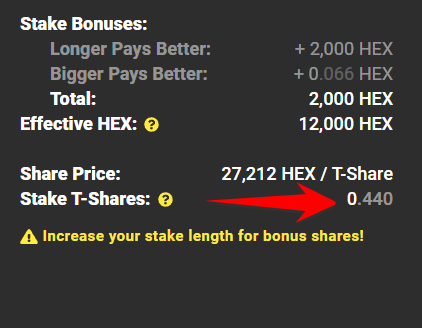 Stake Bonuses:
Longer Pays Better: + 2,000 HEX
Bigger Pays Better: + 0.066 HEX
Total: 2,000 HEX
Effective HEX: ? 12,000 HEX
Share Price: 27,212 HEX / T-Share
Stake T-Shares: ? 0.440
Increase your stake length for bonus shares!